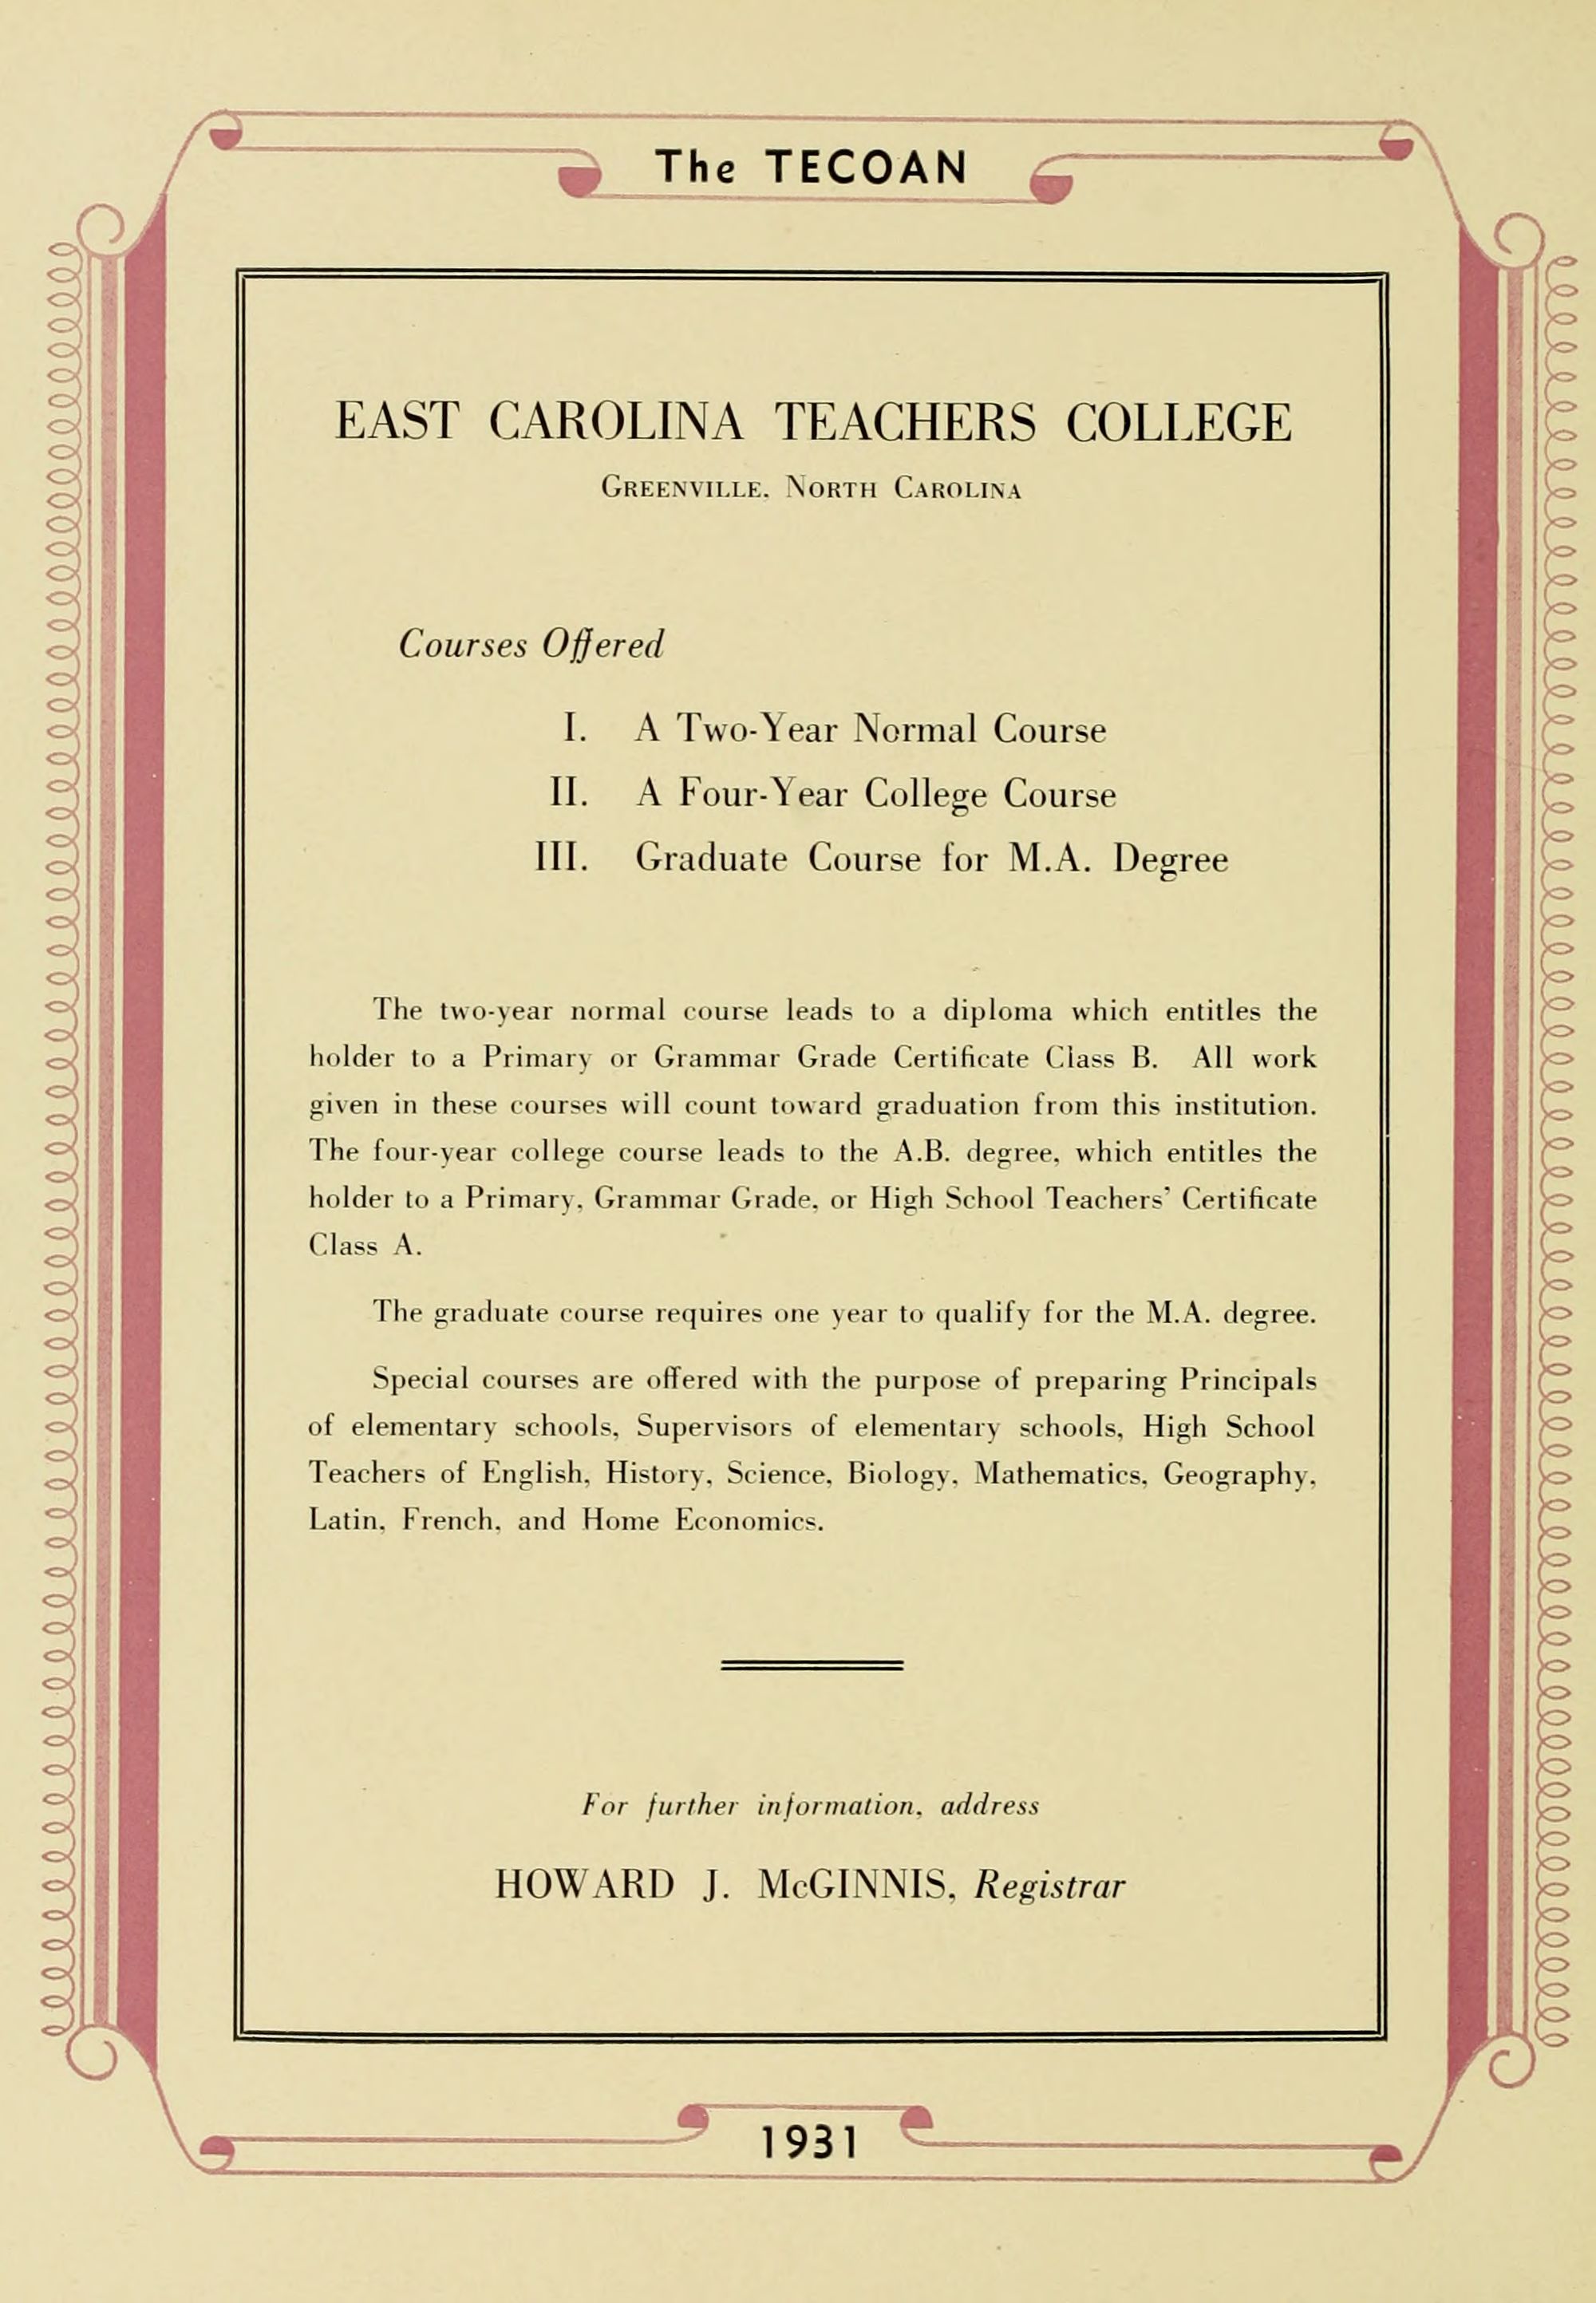 The TECOAN
EAST CAROLINA TEACHERS COLLEGE
GREENVILLE, NORTH CAROLINA
Courses Offered
I. A Two-Year Normal Course
II. A Four-Year College Course
III. Graduate Course for M.A. Degree
The two-year normal course leads to a diploma which entitles the
holder to a Primary or Grammar Grade Certificate Class B. All work
given in these courses will count toward graduation from this institution.
The four-year college course leads to the A.B. degree, which entitles the
holder to a Primary, Grammar Grade, or High School Teachers' Certificate
Class A.
The graduate course requires one year to qualify for the M.A. degree.
Special courses are offered with the purpose of preparing Principals
of elementary schools, Supervisors of elementary schools, High School
Teachers of English, History, Science, Biology, Mathematics, Geography,
Latin, French, and Home Economics.
For further information, address
HOWARD J. McGINNIS, Registrar
1931